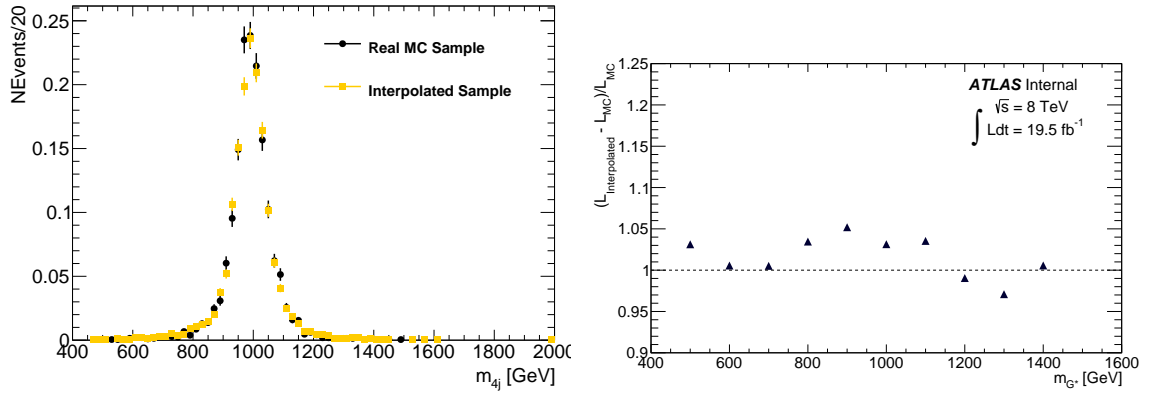 NEvents/20
0.25
0.2
0.15
0.1
0.05
0
Real MC Sample
Interpolated Sample
400 600 800 1000 1200 1400 1600 1800 2000
m4j [GeV]
(LInterpolated - LMC)/LMC
1.25
1.2
1.15
1.1
1.05
1
0.95
0.9
ATLAS Internal
√s = 8 TeV
∫ Ldt = 19.5 fb-1
400 600 800 1000 1200 1400 1600
mG* [GeV]